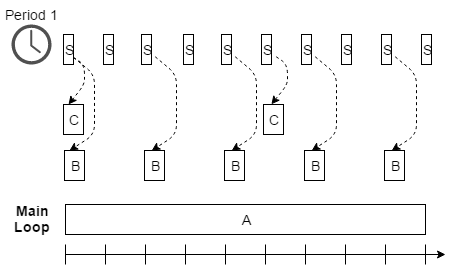 Period 1
S S S S S S S S S S
C C
B B B B B
Main
Loop
A